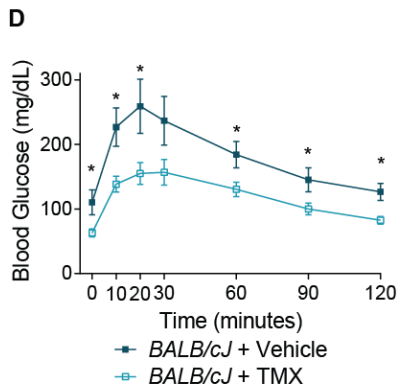 D
Blood Glucose (mg/dL)
300
200
100
0
* * * * * *
0 10 20 30 60 90 120
Time (minutes)
BALB/cJ + Vehicle
BALB/cJ + TMX